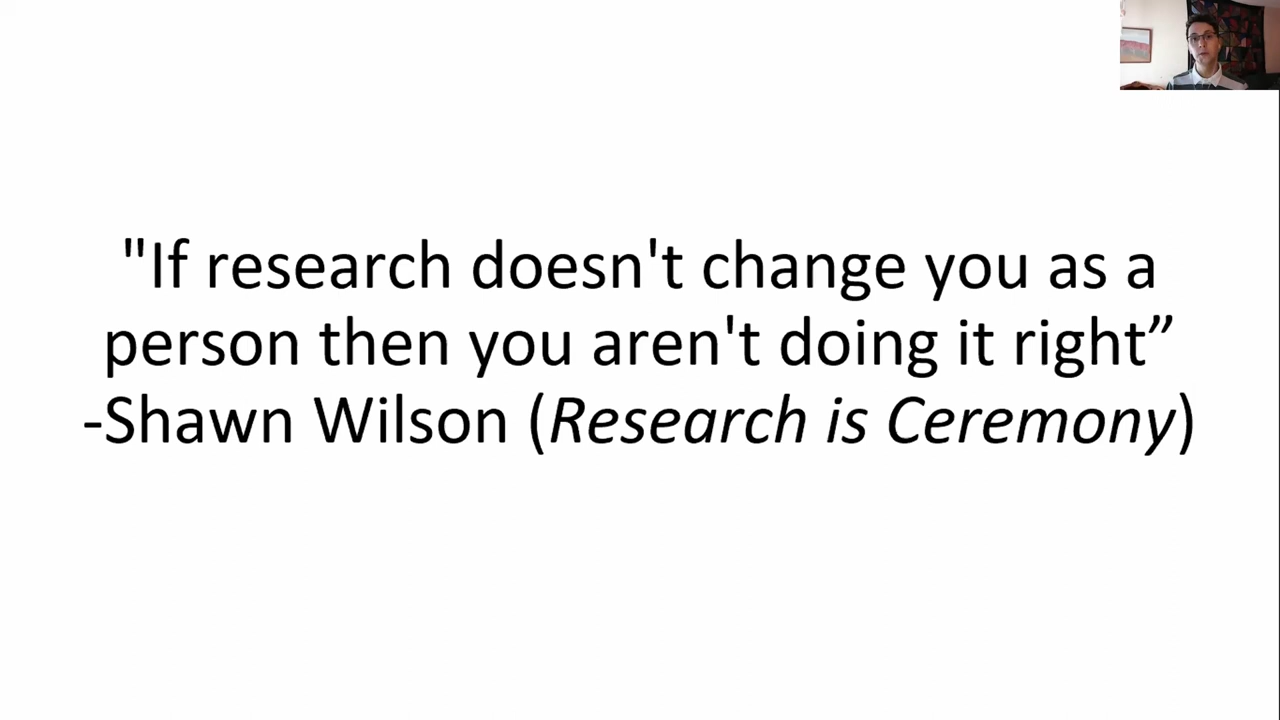 "If research doesn't change you as a
person then you aren't doing it right”
-Shawn Wilson (Research is Ceremony)